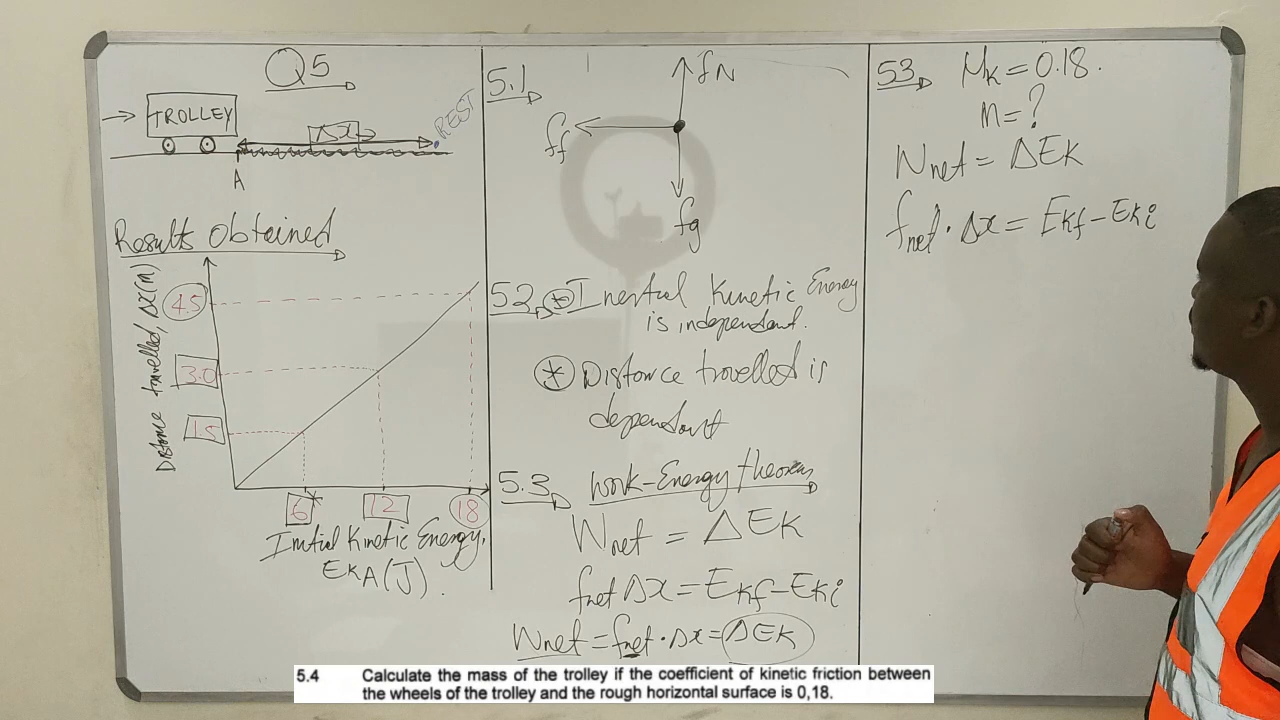 Q5
TROLLEY
Δx
REST
A
Results Obtained
Distance travelled, Δx(m)
4.5
3.0
1.5
6
12
18
Initial Kinetic Energy,
EKA(J).
5.1
fN
ff
fg
5.2 * Inertial Kinetic Energy
is independent.
* Distance travelled is
dependent
5.3 Work-Energy theorem
Wnet = ΔEK
fnet Δx = EKf - EKi
Wnet = fnet · Δx = ΔEK
53 μK = 0.18.
m = ?
Wnet = ΔEK
fnet · Δx = EKf - EKi
5.4 Calculate the mass of the trolley if the coefficient of kinetic friction between
the wheels of the trolley and the rough horizontal surface is 0,18.